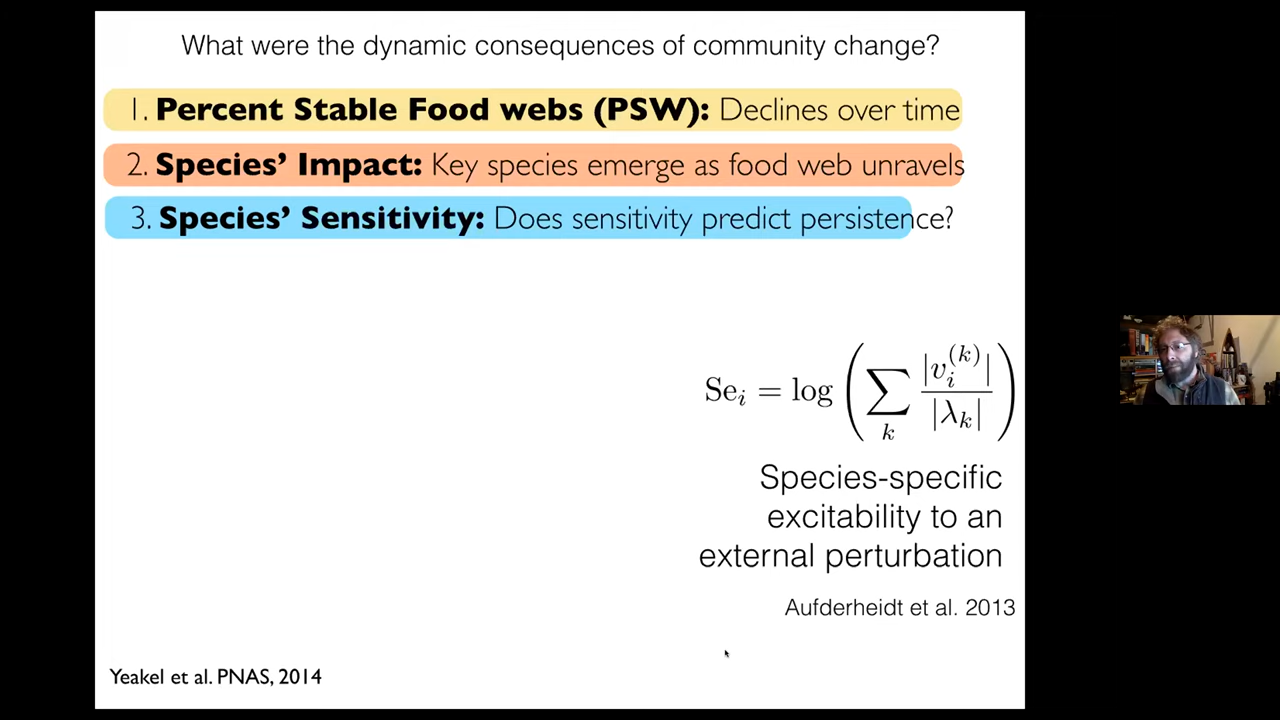 What were the dynamic consequences of community change?
1. Percent Stable Food webs (PSW): Declines over time
2. Species’ Impact: Key species emerge as food web unravels
3. Species’ Sensitivity: Does sensitivity predict persistence?
Se_i = log ( ∑_k |v_i^(k)| / |λ_k| )
Species-specific
excitability to an
external perturbation
Aufderheidt et al. 2013
Yeakel et al. PNAS, 2014